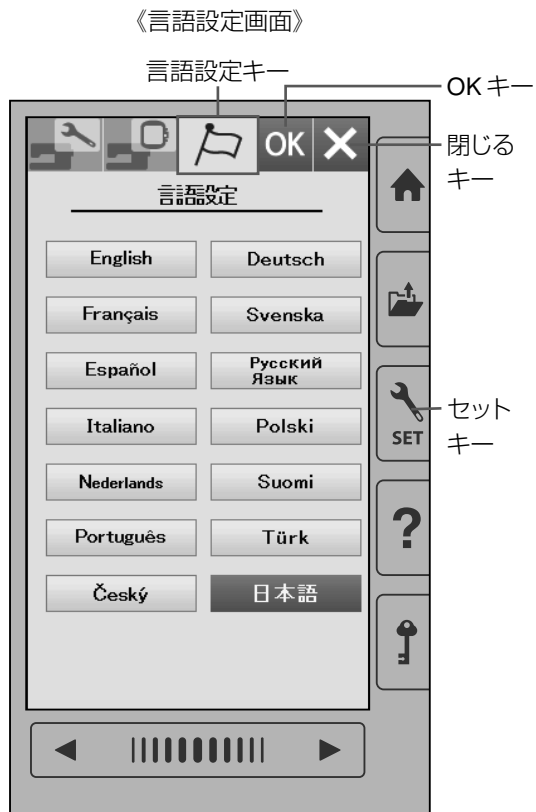 《言語設定画面》
言語設定キー
OK キー
OK
閉じる
キー
言語設定
English
Deutsch
Français
Svenska
Español
Русский
Язык
Italiano
Polski
セット
キー
SET
Nederlands
Suomi
Português
Türk
?
Český
日本語